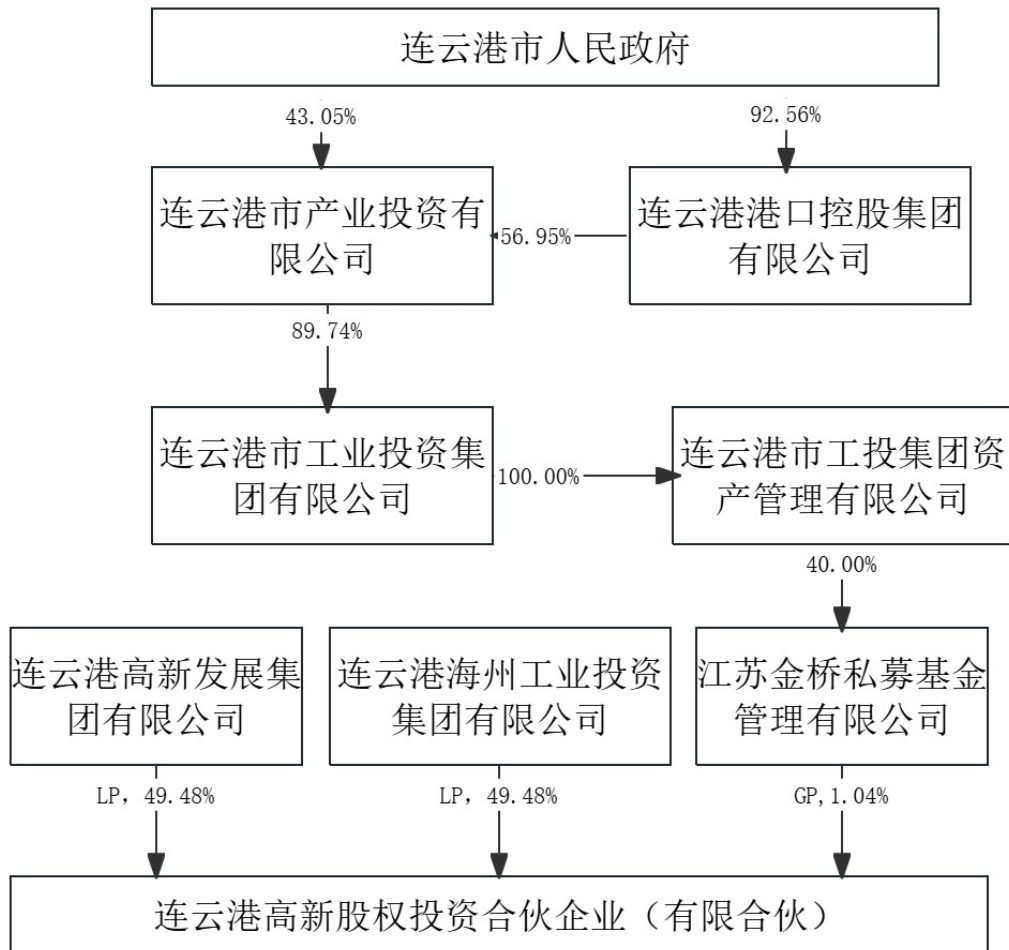 连云港市人民政府
43.05%
92.56%
连云港市产业投资有
限公司
56.95%
连云港港口控股集团
有限公司
89.74%
连云港市工业投资集
团有限公司
100.00%
连云港市工投集团资
产管理有限公司
40.00%
连云港高新发展集
团有限公司
连云港海州工业投资
集团有限公司
江苏金桥私募基金
管理有限公司
LP，49.48%
LP，49.48%
GP,1.04%
连云港高新股权投资合伙企业（有限合伙）